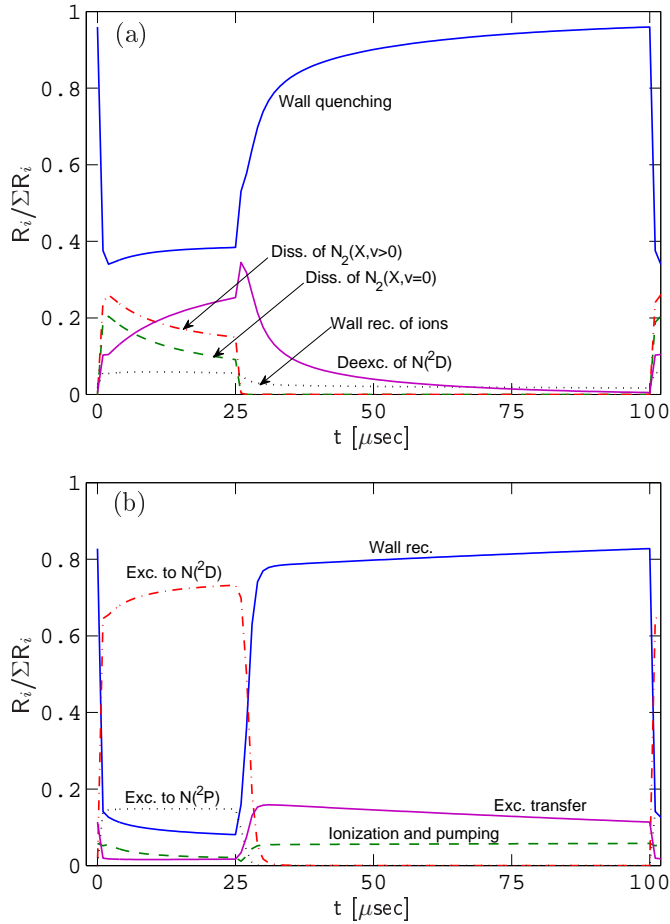 1
(a)
0.8
Wall quenching
0.6
R_i/ΣR_i
0.4
Diss. of N₂(X,v>0)
Diss. of N₂(X,v=0)
0.2
Wall rec. of ions
Deexc. of N(²D)
0
0 25 50 75 100
t [μsec]
1
(b)
Wall rec.
0.8
Exc. to N(²D)
0.6
R_i/ΣR_i
0.4
0.2
Exc. to N(²P)
Exc. transfer
Ionization and pumping
0
0 25 50 75 100
t [μsec]